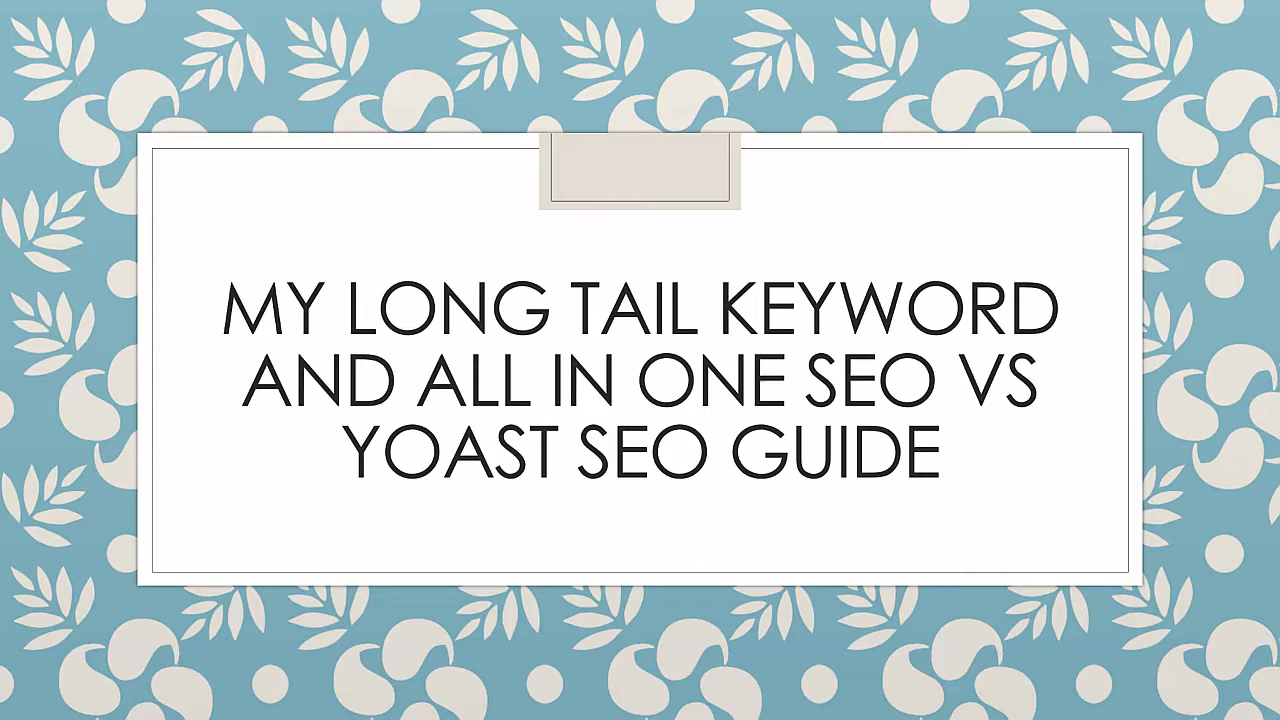 MY LONG TAIL KEYWORD
AND ALL IN ONE SEO VS
YOAST SEO GUIDE